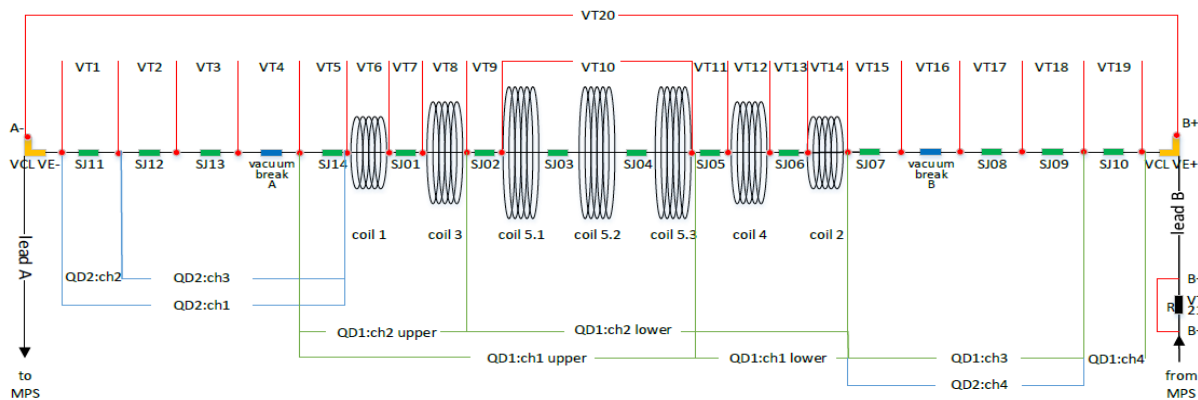 VT20
VT1 VT2 VT3 VT4 VT5 VT6 VT7 VT8 VT9 VT10 VT11 VT12 VT13 VT14 VT15 VT16 VT17 VT18 VT19
A- B+
VCL VE- SJ11 SJ12 SJ13 vacuum break A SJ14 SJ01 SJ02 SJ03 SJ04 SJ05 SJ06 SJ07 vacuum break B SJ08 SJ09 SJ10 VCL VE+
coil 1 coil 3 coil 5.1 coil 5.2 coil 5.3 coil 4 coil 2
lead A
lead B
QD2:ch2 QD2:ch3 B-
QD2:ch1 R V
2
QD1:ch2 upper QD1:ch2 lower B-
QD1:ch1 upper QD1:ch1 lower QD1:ch3 QD1:ch4
QD2:ch4
to
MPS
from
MPS